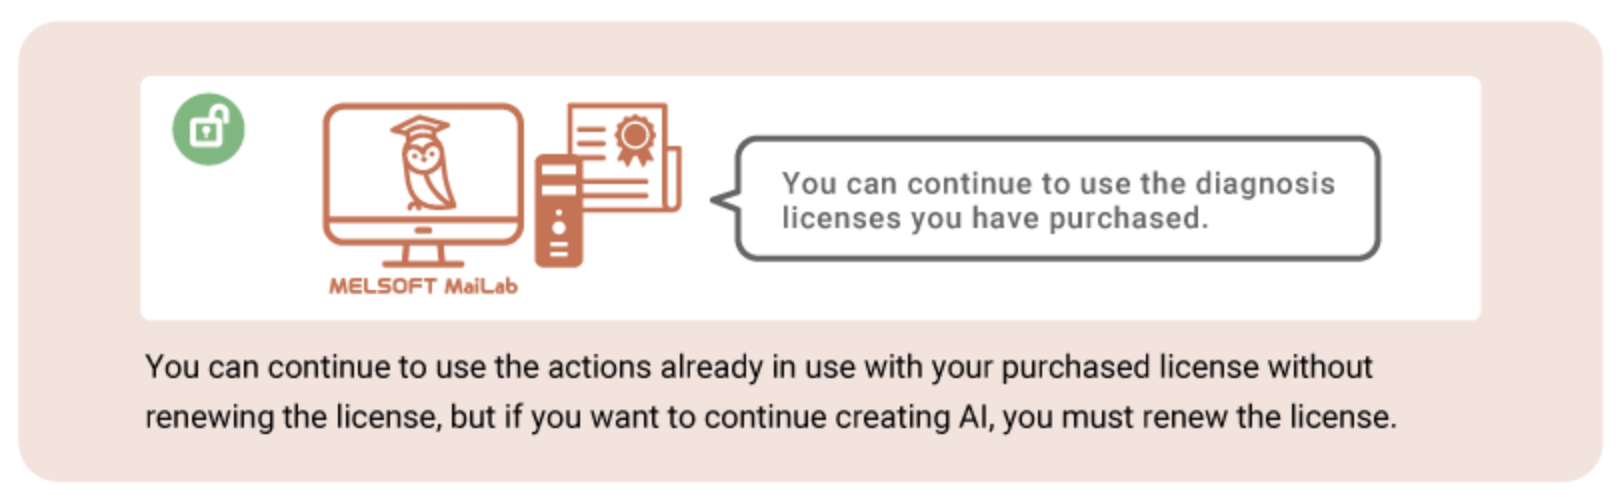 You can continue to use the diagnosis
licenses you have purchased.
MELSOFT MaiLab
You can continue to use the actions already in use with your purchased license without
renewing the license, but if you want to continue creating AI, you must renew the license.